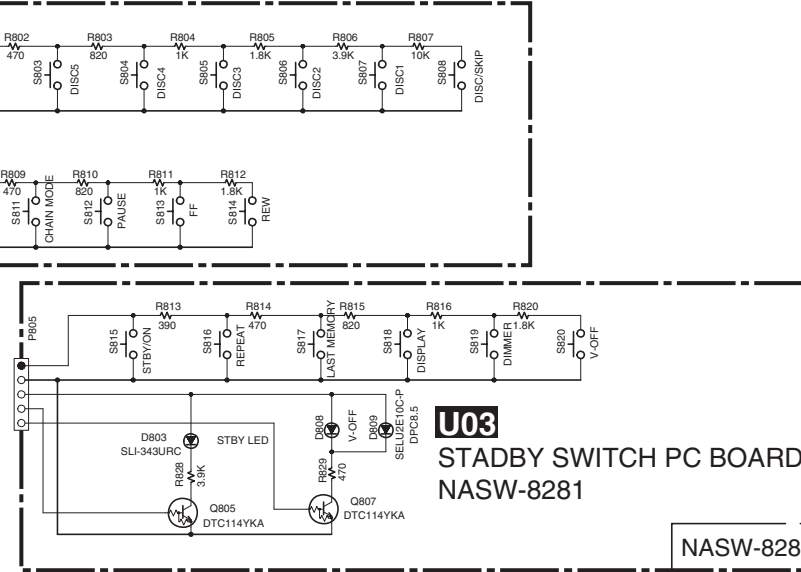 R802 R803 R804 R805 R806 R807
470 820 1K 1.8K 3.9K 10K
S803 DISC5 S804 DISC4 S805 DISC3 S806 DISC2 S807 DISC1 S808 DISC/SKIP
R809 R810 R811 R812
470 820 1K 1.8K
S811 CHAIN MODE S812 PAUSE S813 FF S814 REW
P805
R813 R814 R815 R816 R820
390 470 820 1K 1.8K
S815 STBY/ON S816 REPEAT S817 LAST MEMORY S818 DISPLAY S819 DIMMER S820 V-OFF
D803 STBY LED
SLI-343URC
D808 V-OFF D809 SELU2E10C-P
DPC8.5
R828 3.9K R829 470
Q805
DTC114YKA
Q807
DTC114YKA
U03
STADBY SWITCH PC BOARD
NASW-8281
NASW-828